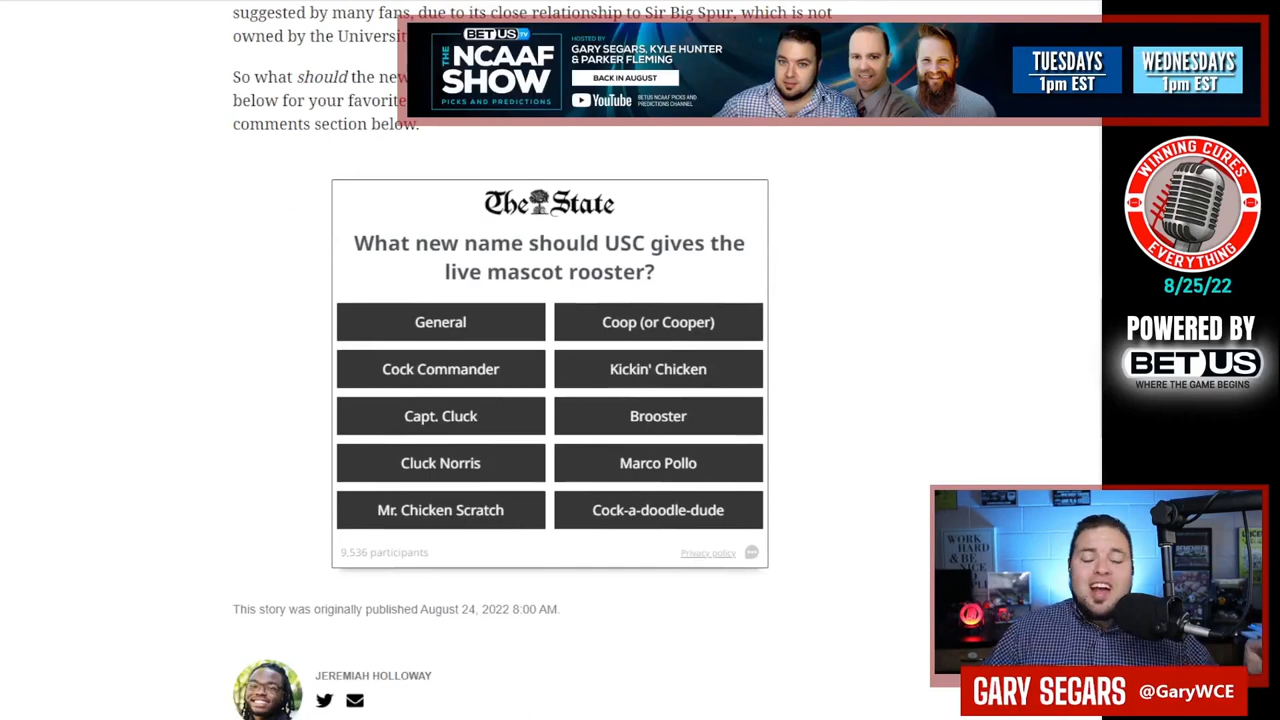 suggested by many fans, due to its close relationship to Sir Big Spur, which is not
owned by the Universit
So what should the new
below for your favorite
comments section below.
BETUS TV
THE NCAAF SHOW
PICKS AND PREDICTIONS
HOSTED BY
GARY SEGARS, KYLE HUNTER
& PARKER FLEMING
BACK IN AUGUST
YouTube
BETUS NCAAF PICKS AND
PREDICTIONS CHANNEL
TUESDAYS
1pm EST
WEDNESDAYS
1pm EST
WINNING CURES
EVERYTHING
8/25/22
POWERED BY
BETUS
WHERE THE GAME BEGINS
The State
What new name should USC gives the
live mascot rooster?
General
Coop (or Cooper)
Cock Commander
Kickin' Chicken
Capt. Cluck
Brooster
Cluck Norris
Marco Pollo
Mr. Chicken Scratch
Cock-a-doodle-dude
9,536 participants
Privacy policy
This story was originally published August 24, 2022 8:00 AM.
JEREMIAH HOLLOWAY
WORK
HARD
& BE
GARY SEGARS @GaryWCE